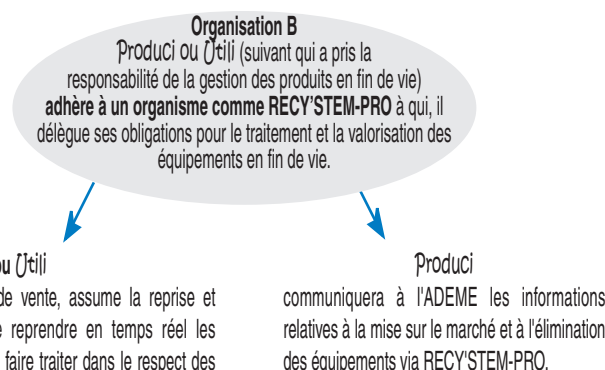 Organisation B
Produci ou Utili (suivant qui a pris la
responsabilité de la gestion des produits en fin de vie)
adhère à un organisme comme RECY'STEM-PRO à qui, il
délègue ses obligations pour le traitement et la valorisation des
équipements en fin de vie.
ou Utili
de vente, assume la reprise et
reprendre en temps réel les
faire traiter dans le respect des
Produci
communiquera à l'ADEME les informations
relatives à la mise sur le marché et à l'élimination
des équipements via RECY'STEM-PRO.